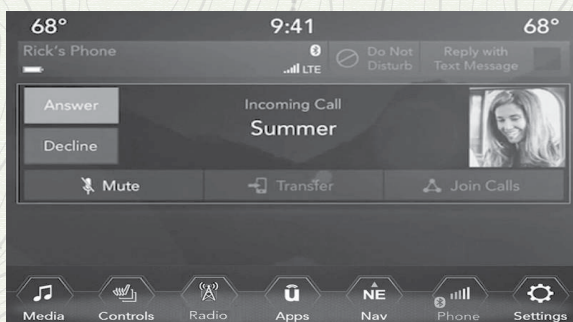 68° 9:41 68°
Rick's Phone
LTE
Do Not
Disturb
Reply with
Text Message
Answer
Incoming Call
Summer
Decline
Mute Transfer Join Calls
û NE
Media Controls Radio Apps Nav Phone Settings